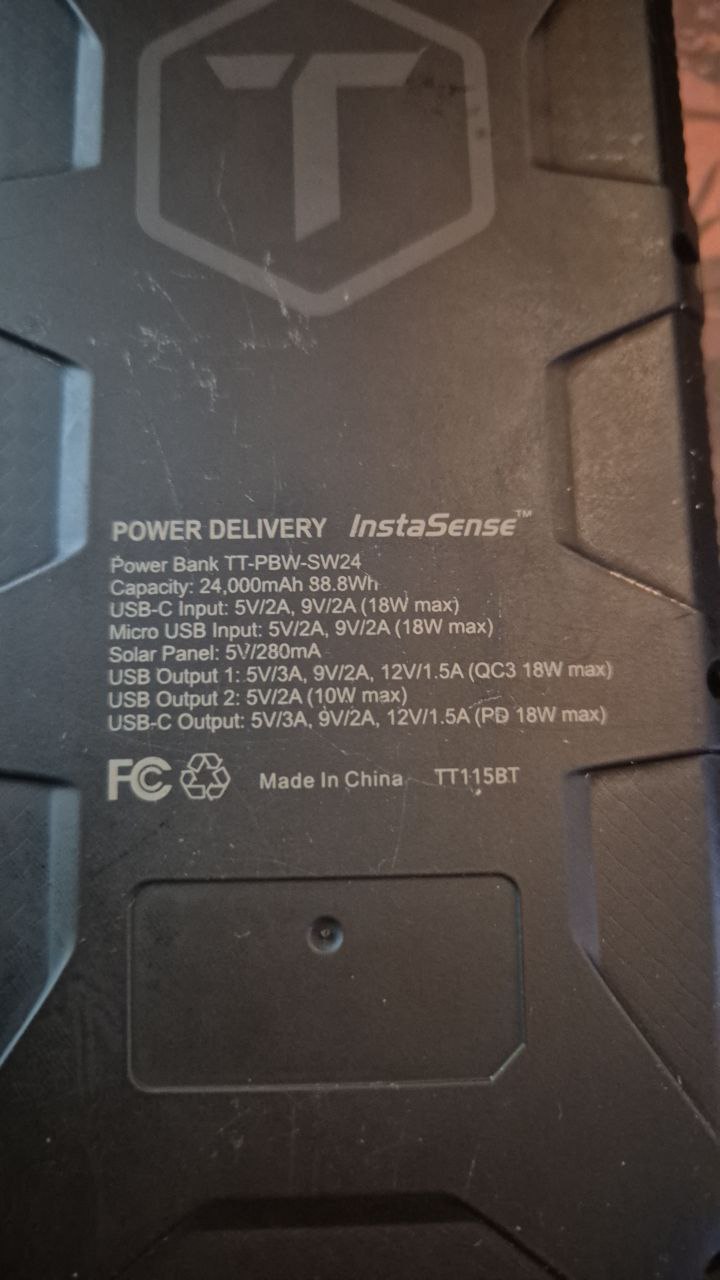 POWER DELIVERY InstaSense™
Power Bank TT-PBW-SW24
Capacity: 24,000mAh 88.8Wh
USB-C Input: 5V/2A, 9V/2A (18W max)
Micro USB Input: 5V/2A, 9V/2A (18W max)
Solar Panel: 5V/280mA
USB Output 1: 5V/3A, 9V/2A, 12V/1.5A (QC3 18W max)
USB Output 2: 5V/2A (10W max)
USB-C Output: 5V/3A, 9V/2A, 12V/1.5A (PD 18W max)
FC Made In China TT115BT